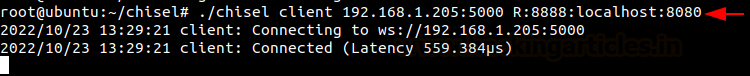 root@ubuntu:~/chisel# ./chisel client 192.168.1.205:5000 R:8888:localhost:8080
2022/10/23 13:29:21 client: Connecting to ws://192.168.1.205:5000
2022/10/23 13:29:21 client: Connected (Latency 559.384µs)